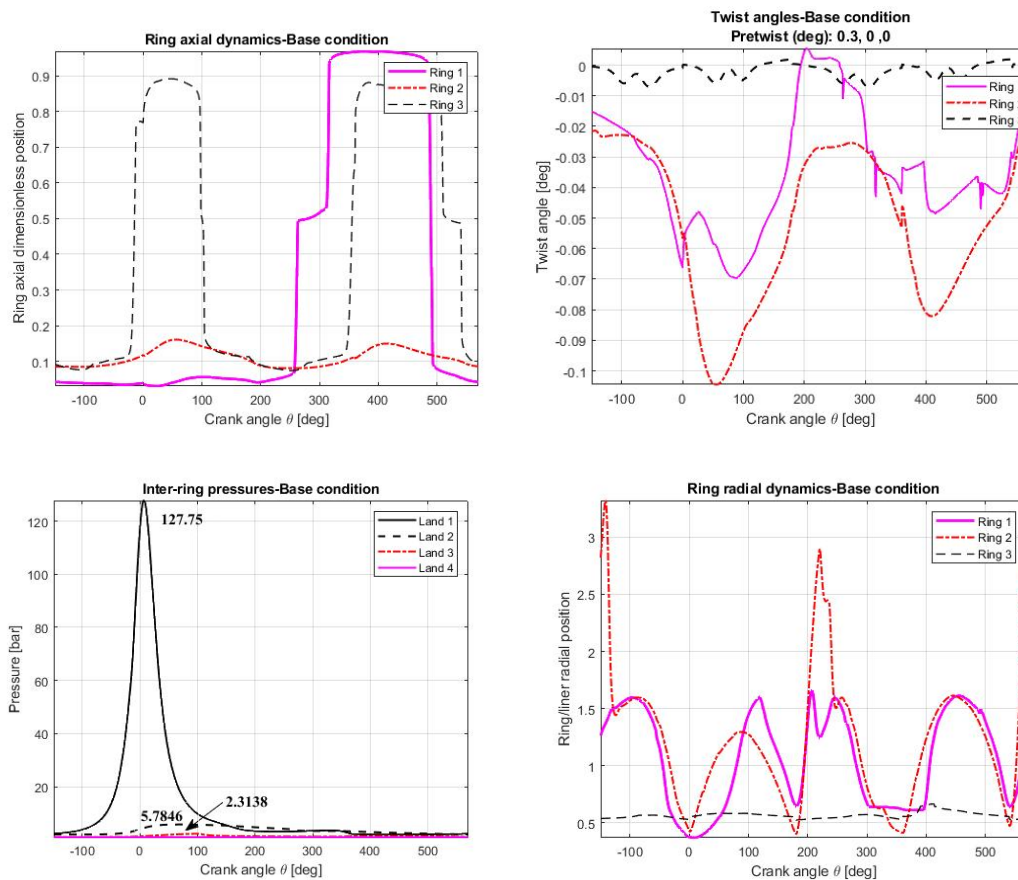 Ring axial dynamics-Base condition
Ring axial dimensionless position
0.9
0.8
0.7
0.6
0.5
0.4
0.3
0.2
0.1
-100 0 100 200 300 400 500
Crank angle θ [deg]
Ring 1
Ring 2
Ring 3
Twist angles-Base condition
Pretwist (deg): 0.3, 0 ,0
Twist angle [deg]
0
-0.01
-0.02
-0.03
-0.04
-0.05
-0.06
-0.07
-0.08
-0.09
-0.1
-100 0 100 200 300 400 500
Crank angle θ [deg]
Ring
Ring
Ring
Inter-ring pressures-Base condition
Pressure [bar]
120
100
80
60
40
20
-100 0 100 200 300 400 500
Crank angle θ [deg]
127.75
5.7846
2.3138
Land 1
Land 2
Land 3
Land 4
Ring radial dynamics-Base condition
Ring/liner radial position
3
2.5
2
1.5
1
0.5
-100 0 100 200 300 400 500
Crank angle θ [deg]
Ring 1
Ring 2
Ring 3